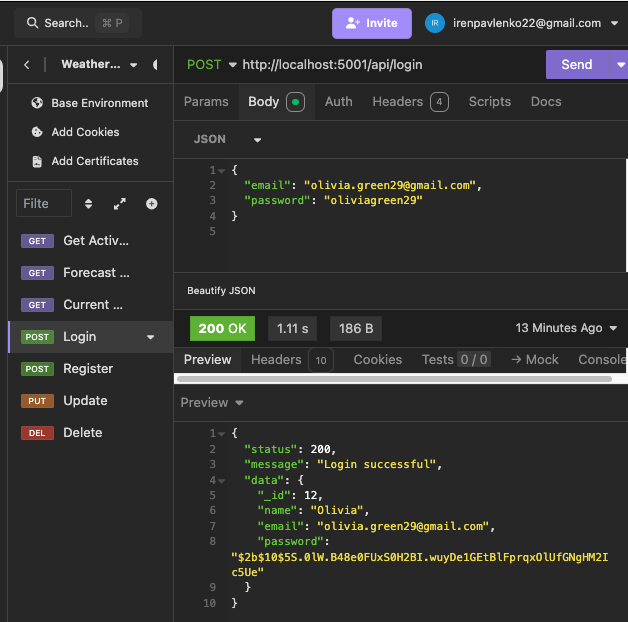 Search.. ⌘ P
Invite
IR irenpavlenko22@gmail.com
Weather...
Base Environment
Add Cookies
Add Certificates
Filte
GET Get Activ...
GET Forecast ...
GET Current ...
POST Login
POST Register
PUT Update
DEL Delete
POST http://localhost:5001/api/login
Send
Params Body Auth Headers 4 Scripts Docs
JSON
1 {
2 "email": "olivia.green29@gmail.com",
3 "password": "oliviagreen29"
4 }
5
Beautify JSON
200 OK 1.11 s 186 B 13 Minutes Ago
Preview Headers 10 Cookies Tests 0 / 0 → Mock Console
Preview
1 {
2 "status": 200,
3 "message": "Login successful",
4 "data": {
5 "_id": 12,
6 "name": "Olivia",
7 "email": "olivia.green29@gmail.com",
8 "password":
"$2b$10$5S.0lW.B48e0FUxS0H2BI.wuyDe1GEtBlFprqxOlUfGNgHM2I
c5Ue"
9 }
10 }